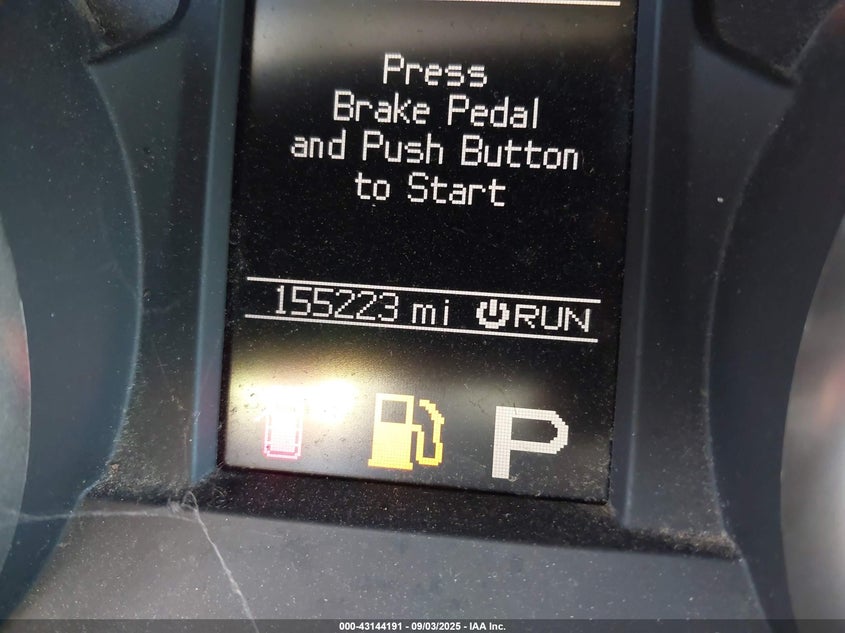 Press
Brake Pedal
and Push Button
to Start
155223 mi RUN
P
000-43144191 - 09/03/2025 - IAA Inc.